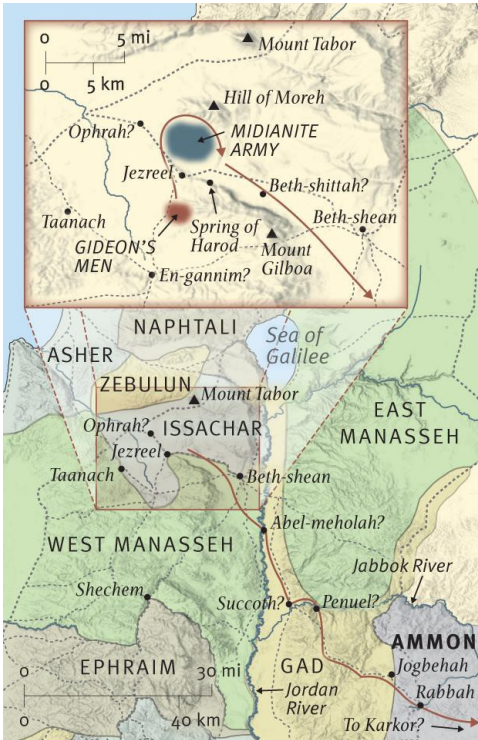 0 5 mi
0 5 km
Mount Tabor
Hill of Moreh
Ophrah?
MIDIANITE
ARMY
Jezreel
Beth-shittah?
Taanach
GIDEON'S
MEN
Spring of
Harod
Beth-shean
Mount
Gilboa
En-gannim?
NAPHTALI
Sea of
Galilee
ASHER
ZEBULUN
Mount Tabor
EAST
MANASSEH
Ophrah?
ISSACHAR
Jezreel
Taanach
Beth-shean
Abel-meholah?
WEST MANASSEH
Jabbok River
Shechem
Succoth?
Penuel?
AMMON
EPHRAIM
0 30 mi
0 40 km
GAD
Jogbehah
Jordan
River
Rabbah
To Karkor?